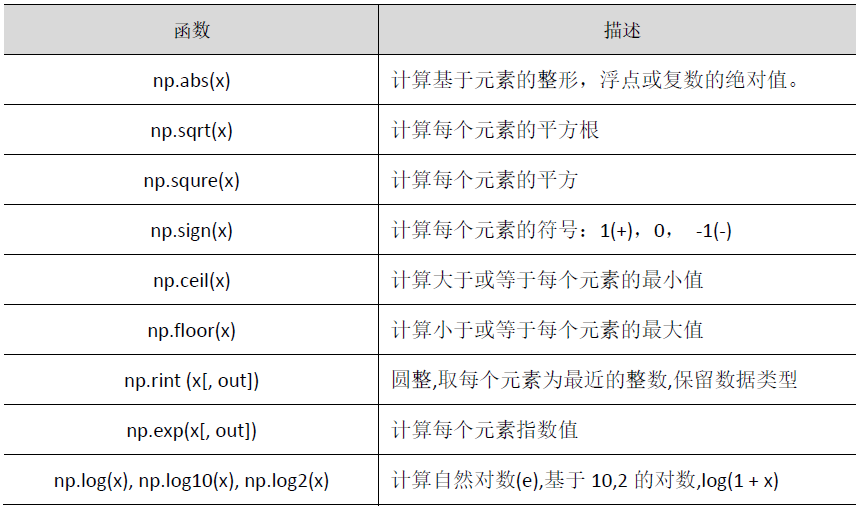 函数 描述
np.abs(x) 计算基于元素的整形，浮点或复数的绝对值。
np.sqrt(x) 计算每个元素的平方根
np.squre(x) 计算每个元素的平方
np.sign(x) 计算每个元素的符号：1(+)，0， -1(-)
np.ceil(x) 计算大于或等于每个元素的最小值
np.floor(x) 计算小于或等于每个元素的最大值
np.rint (x[, out]) 圆整,取每个元素为最近的整数,保留数据类型
np.exp(x[, out]) 计算每个元素指数值
np.log(x), np.log10(x), np.log2(x) 计算自然对数(e),基于 10,2 的对数,log(1 + x)